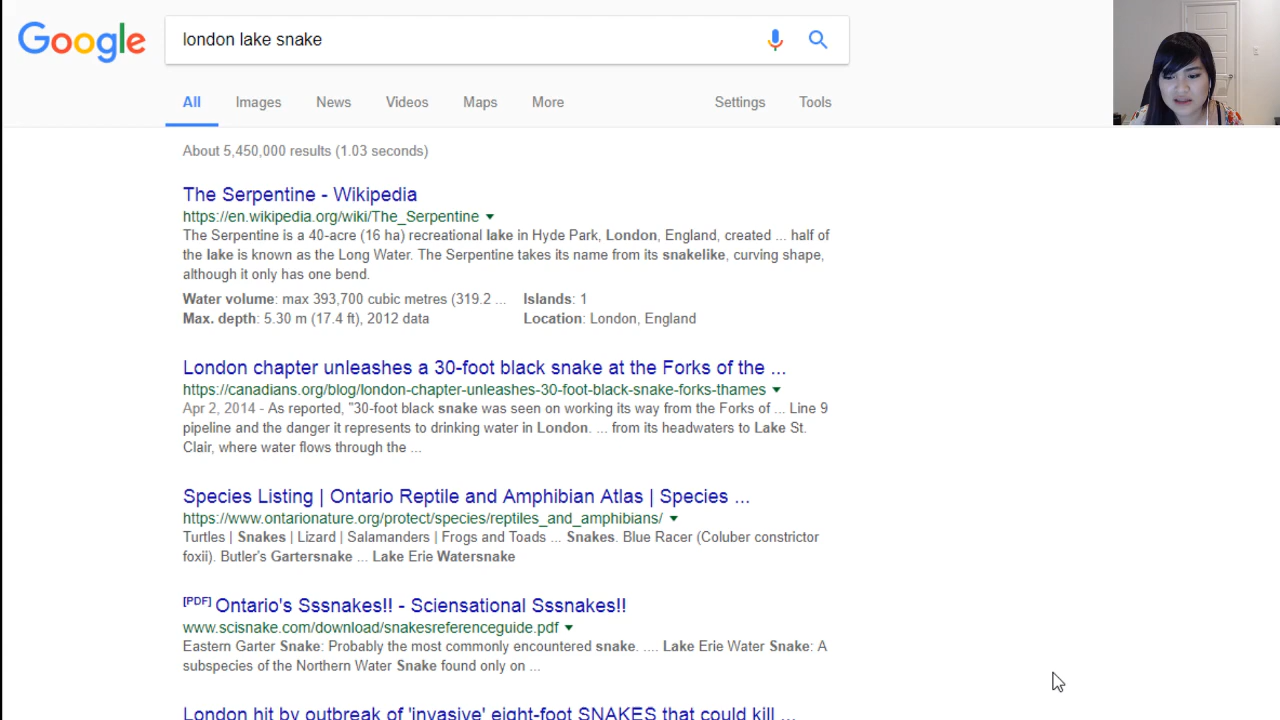 Google
london lake snake
All Images News Videos Maps More Settings Tools
About 5,450,000 results (1.03 seconds)
The Serpentine - Wikipedia
https://en.wikipedia.org/wiki/The_Serpentine
The Serpentine is a 40-acre (16 ha) recreational lake in Hyde Park, London, England, created ... half of
the lake is known as the Long Water. The Serpentine takes its name from its snakelike, curving shape,
although it only has one bend.
Water volume: max 393,700 cubic metres (319.2 ... Islands: 1
Max. depth: 5.30 m (17.4 ft), 2012 data Location: London, England
London chapter unleashes a 30-foot black snake at the Forks of the ...
https://canadians.org/blog/london-chapter-unleashes-30-foot-black-snake-forks-thames
Apr 2, 2014 - As reported, "30-foot black snake was seen on working its way from the Forks of ... Line 9
pipeline and the danger it represents to drinking water in London. ... from its headwaters to Lake St.
Clair, where water flows through the ...
Species Listing | Ontario Reptile and Amphibian Atlas | Species ...
https://www.ontarionature.org/protect/species/reptiles_and_amphibians/
Turtles | Snakes | Lizard | Salamanders | Frogs and Toads ... Snakes. Blue Racer (Coluber constrictor
foxii). Butler's Gartersnake ... Lake Erie Watersnake
[PDF] Ontario's Sssnakes!! - Sciensational Sssnakes!!
www.scisnake.com/download/snakesreferenceguide.pdf
Eastern Garter Snake: Probably the most commonly encountered snake. .... Lake Erie Water Snake: A
subspecies of the Northern Water Snake found only on ...
London hit by outbreak of 'invasive' eight-foot SNAKES that could kill ...